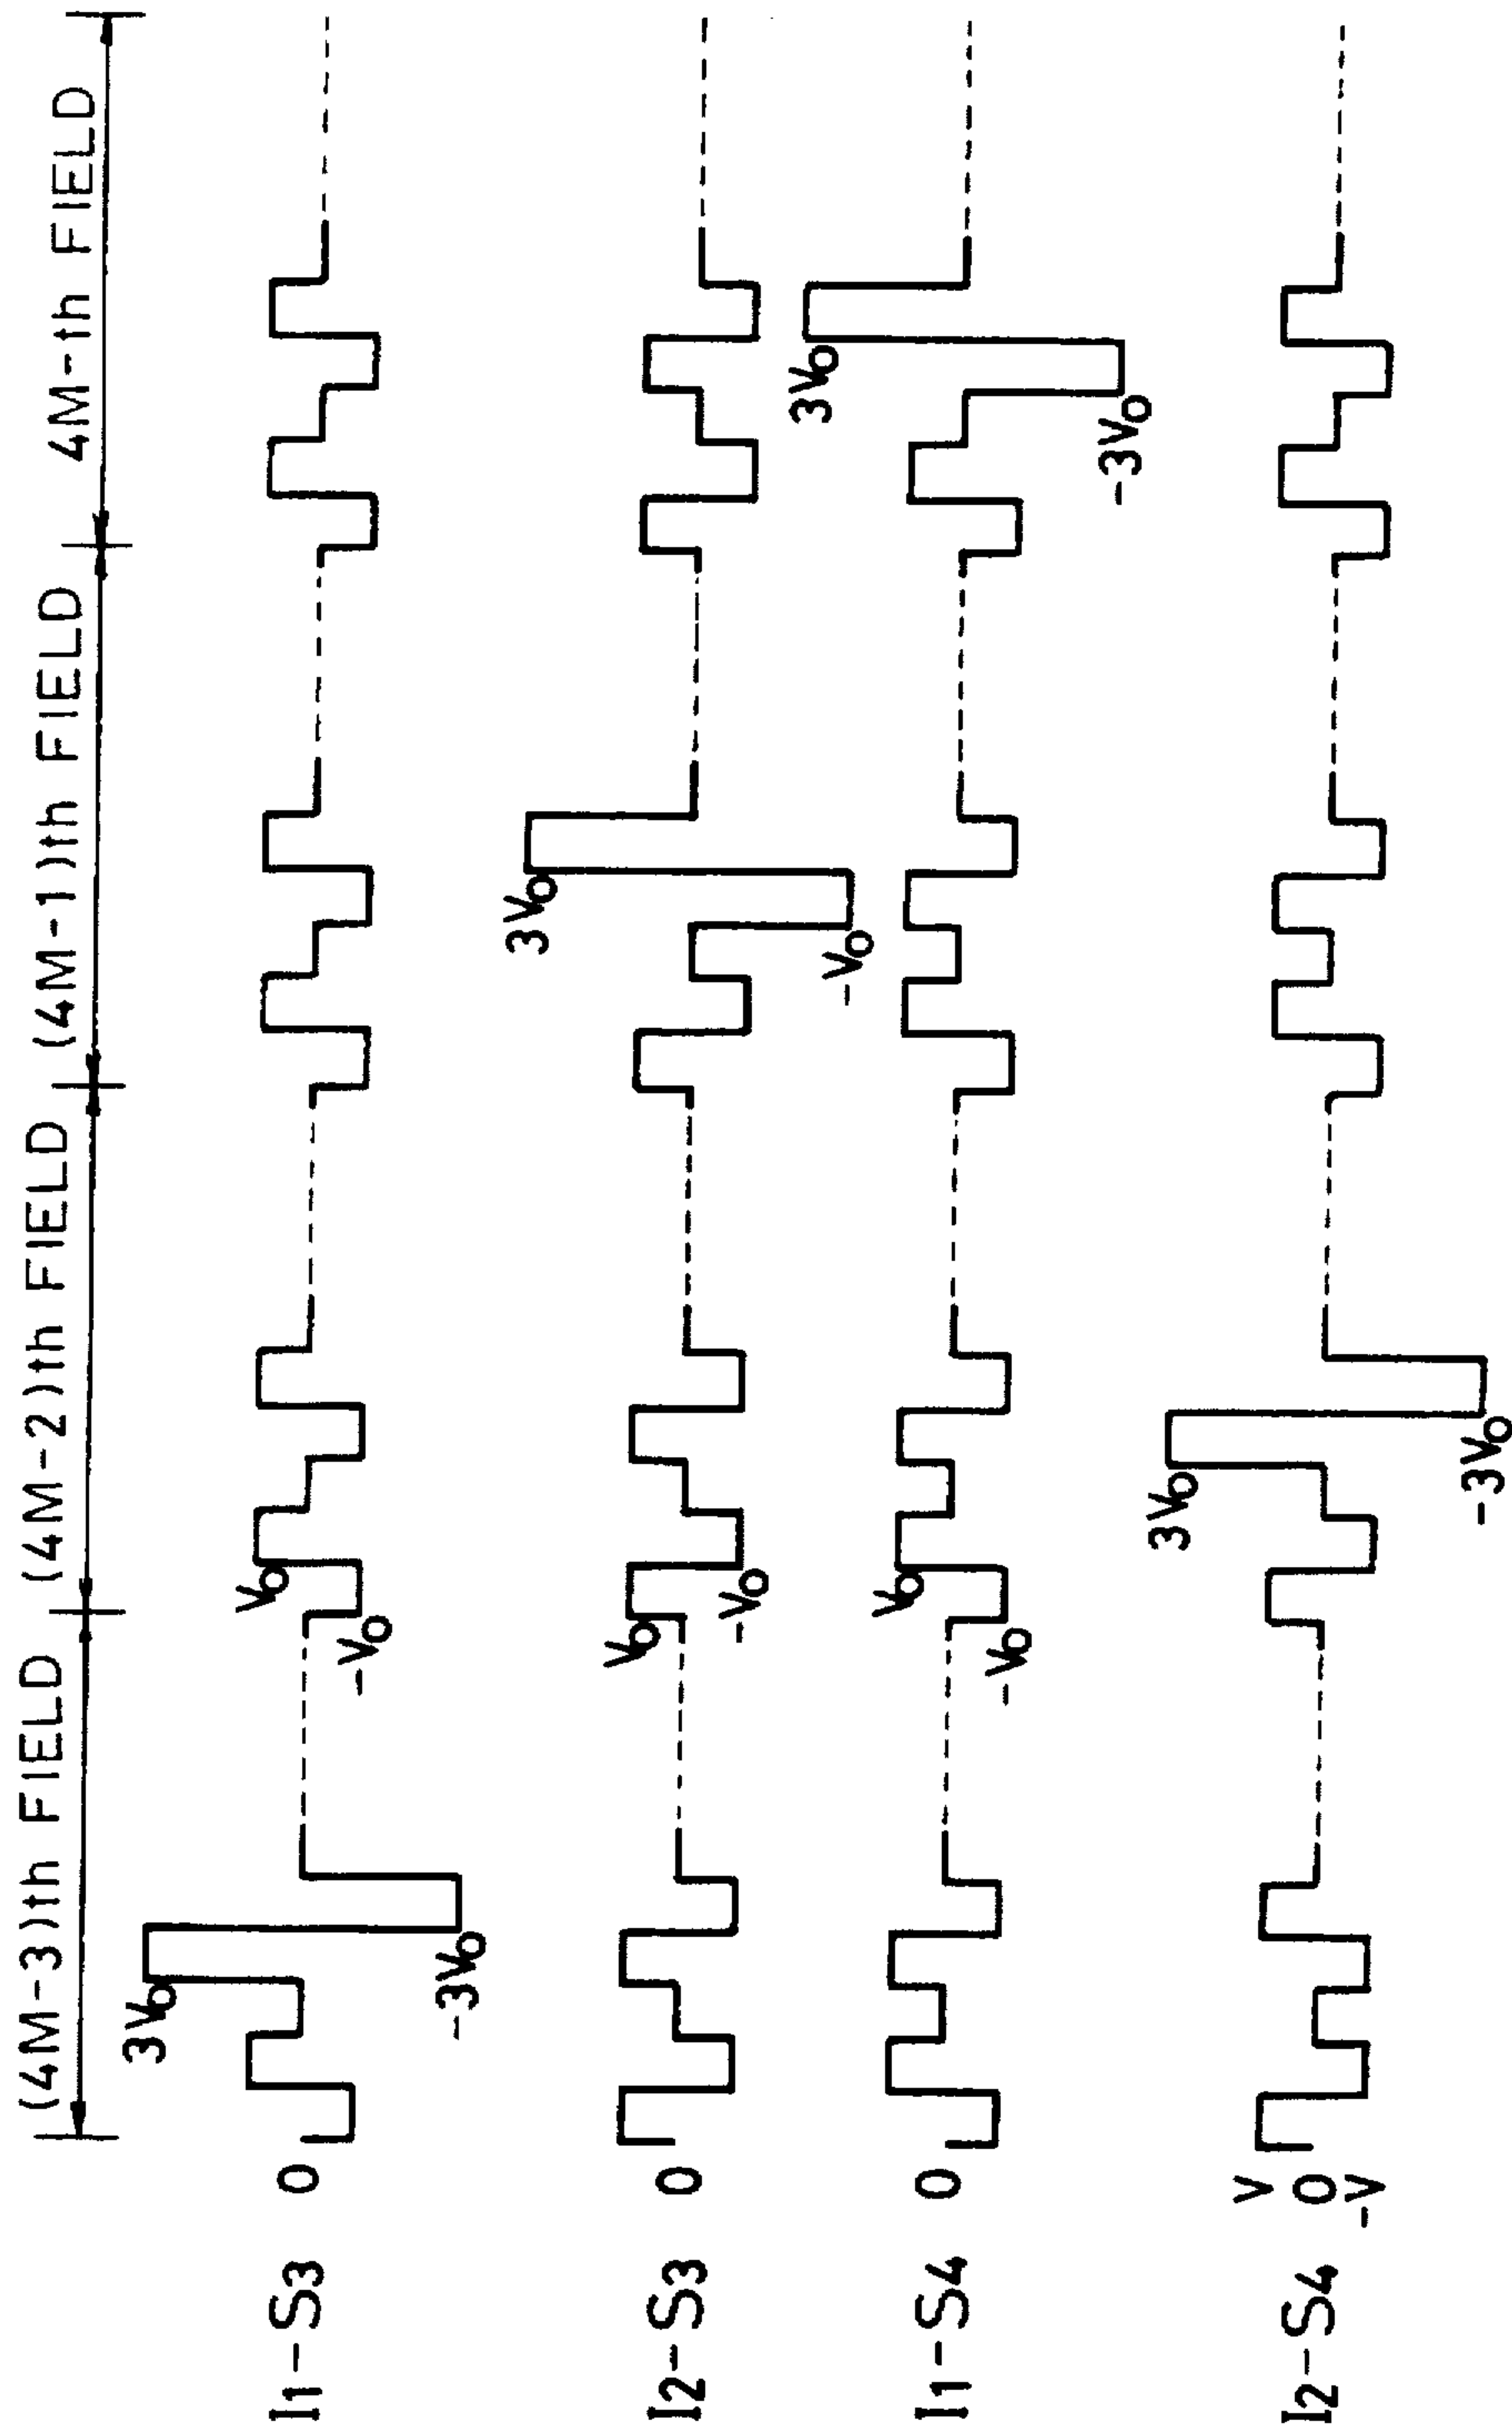 (4M-3)th FIELD (4M-2)th FIELD (4M-1)th FIELD 4M-th FIELD
3V0
V0
I1-S3 0
-V0
-3V0
3V0
V0
I2-S3 0
-V0
-V0
3V0
V0
I1-S4 0
-V0
-3V0
3V0
V
I2-S4 0
-V
-3V0